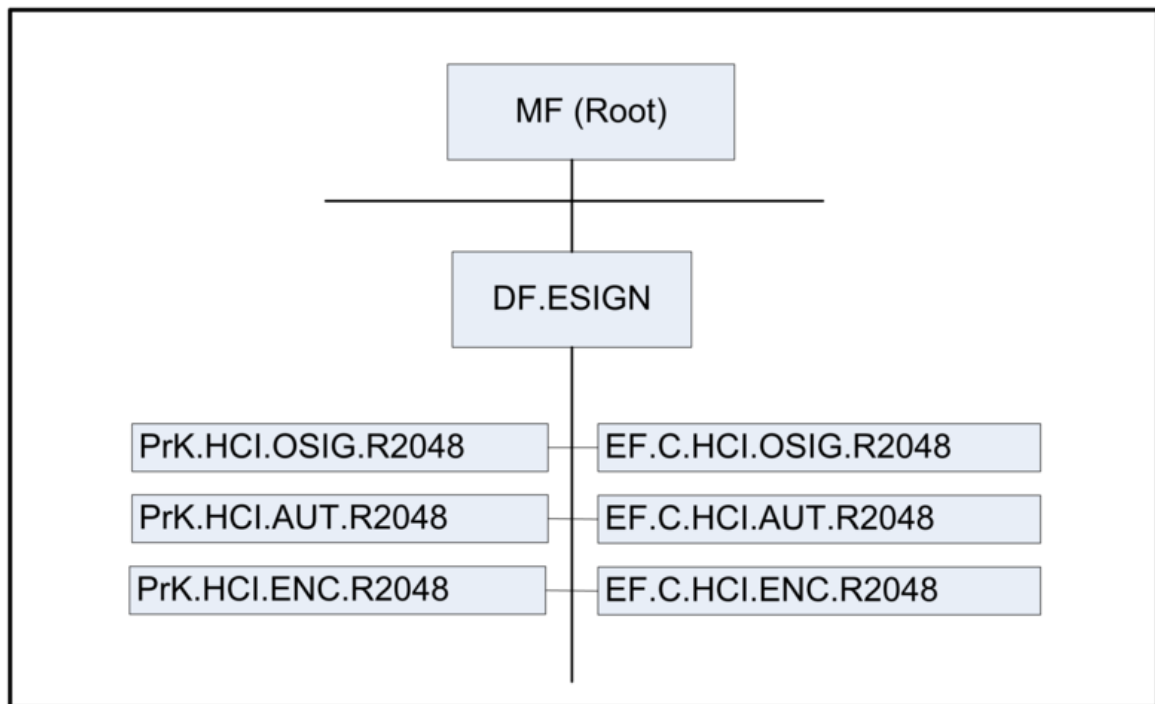 MF (Root)
DF.ESIGN
PrK.HCI.OSIG.R2048
EF.C.HCI.OSIG.R2048
PrK.HCI.AUT.R2048
EF.C.HCI.AUT.R2048
PrK.HCI.ENC.R2048
EF.C.HCI.ENC.R2048